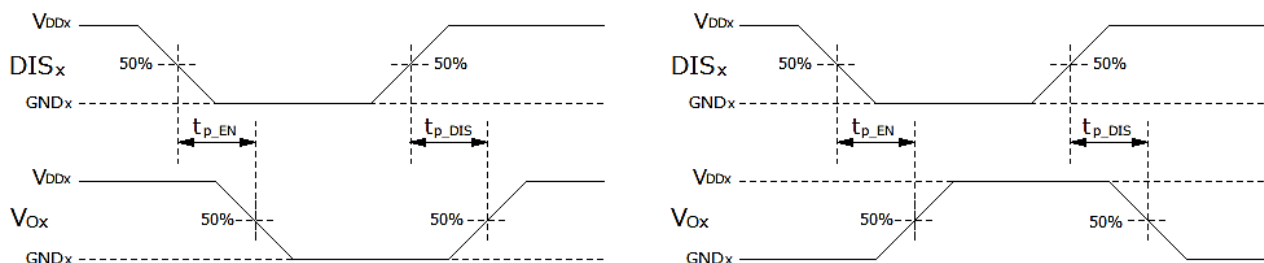 VDDx VDDx
DISx 50% 50% DISx 50% 50%
GNDx GNDx
tp_EN tp_DIS tp_EN tp_DIS
VDDx VDDx
VOx 50% 50% VOx 50% 50%
GNDx GNDx